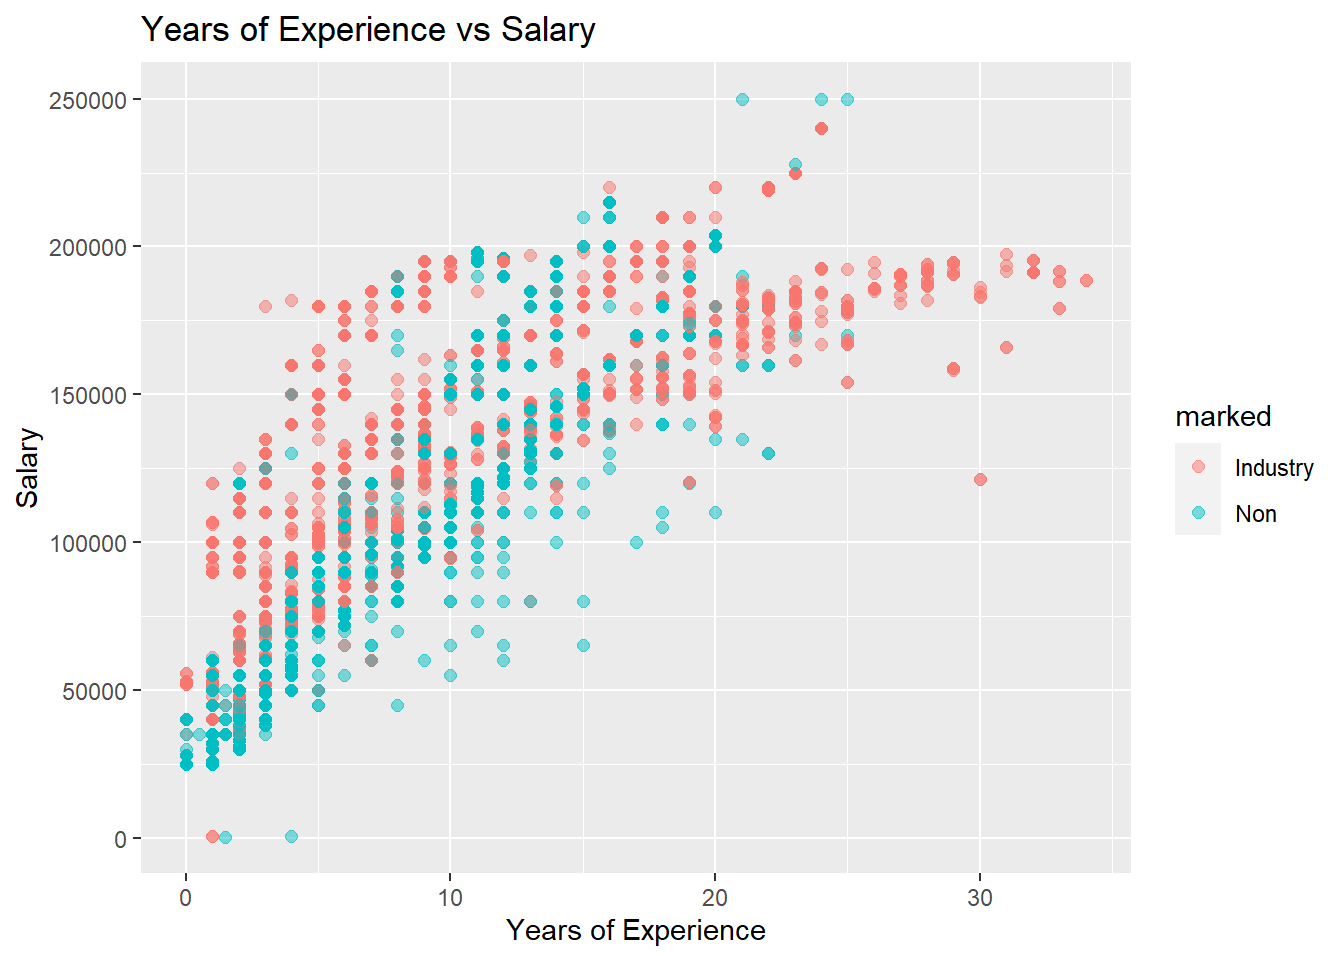 Years of Experience vs Salary
250000
200000
150000
100000
50000
0
Salary
0 10 20 30
Years of Experience
marked
Industry
Non